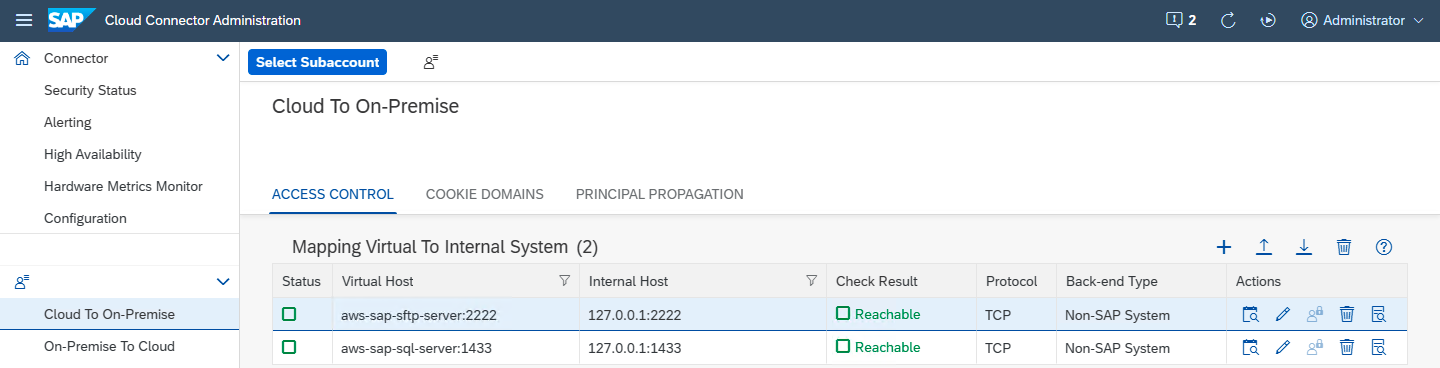 SAP Cloud Connector Administration 2 Administrator
Connector
Security Status
Alerting
High Availability
Hardware Metrics Monitor
Configuration
Cloud To On-Premise
On-Premise To Cloud
Select Subaccount
Cloud To On-Premise
ACCESS CONTROL COOKIE DOMAINS PRINCIPAL PROPAGATION
Mapping Virtual To Internal System (2)
Status Virtual Host Internal Host Check Result Protocol Back-end Type Actions
aws-sap-sftp-server:2222 127.0.0.1:2222 Reachable TCP Non-SAP System
aws-sap-sql-server:1433 127.0.0.1:1433 Reachable TCP Non-SAP System